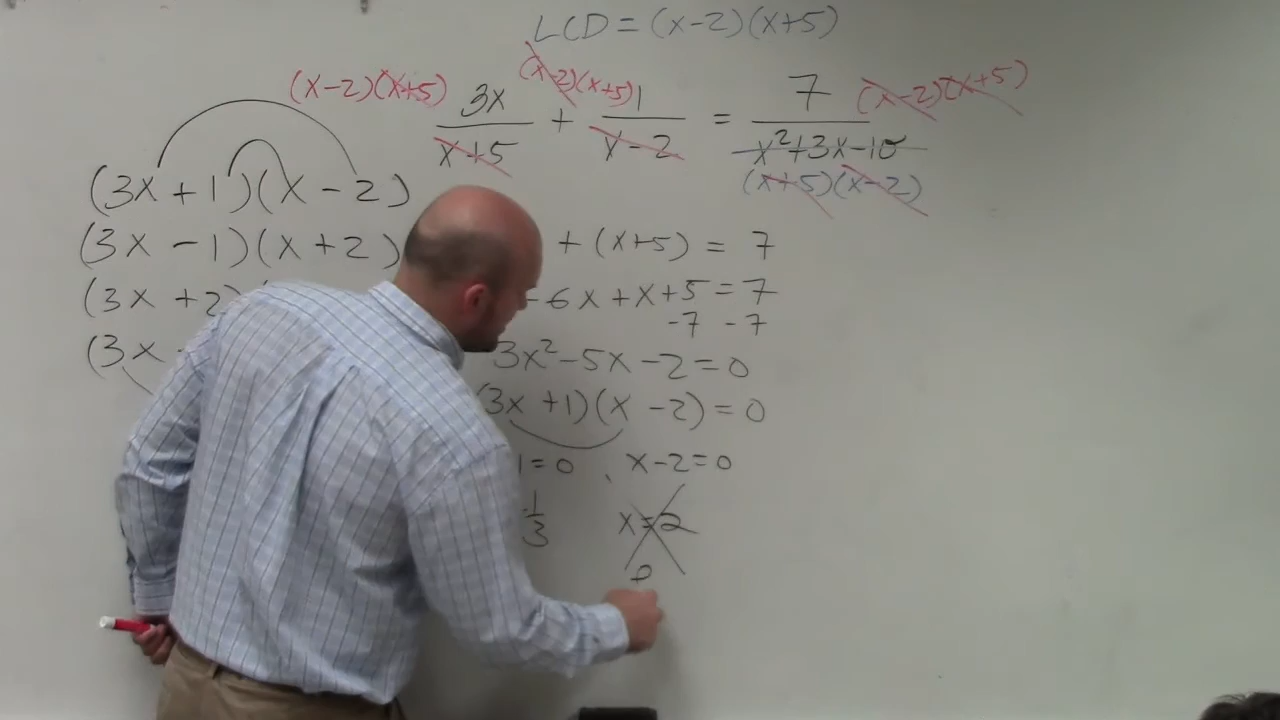 LCD = (x-2)(x+5)
(x-2)(x+5) 3x/x+5 + (x-2)(x+5) 1/x-2 = 7/x²+3x-10 (x-2)(x+5)
(x+5)(x-2)
(3x + 1)(x - 2)
(3x - 1)(x + 2)
(3x + 2)
(3x
+ (x+5) = 7
-6x + x + 5 = 7
-7 -7
3x² - 5x - 2 = 0
(3x + 1)(x - 2) = 0
1 = 0 , x - 2 = 0
1/3 x = 2